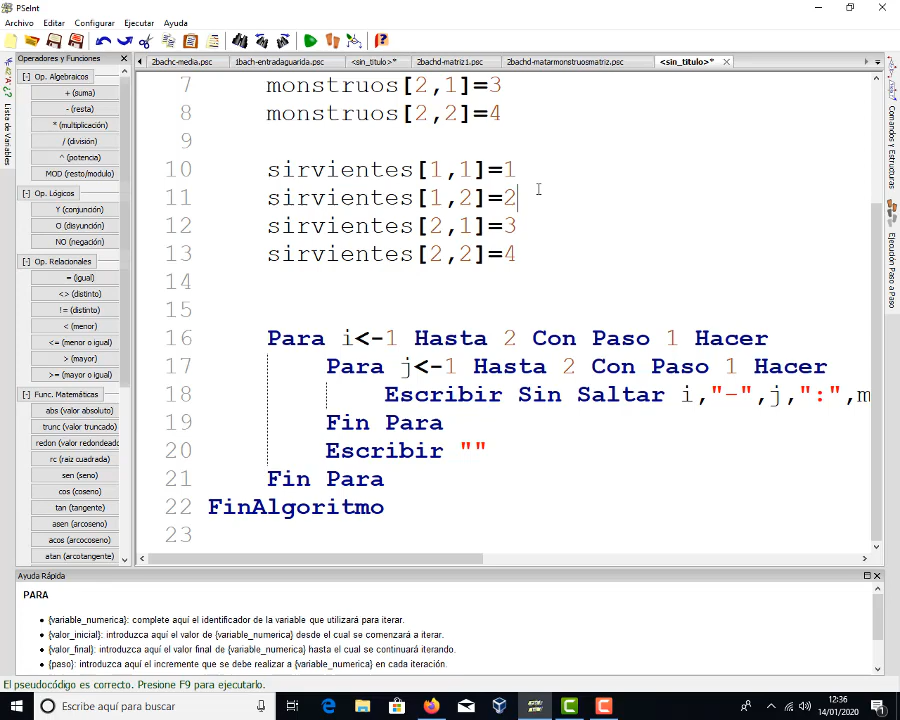 PSeInt
Archivo Editar Configurar Ejecutar Ayuda
Operadores y Funciones
2bachc-media.psc 1bach-entradaguarida.psc <sin_titulo>* 2bachd-matriz1.psc 2bachd-matarmonstruosmatriz.psc <sin_titulo>*
Lista de Variables
Op. Algebraicos
+ (suma)
- (resta)
* (multiplicación)
/ (división)
^ (potencia)
MOD (resto/modulo)
Op. Lógicos
Y (conjunción)
O (disyunción)
NO (negación)
Op. Relacionales
= (igual)
<> (distinto)
!= (distinto)
< (menor)
<= (menor o igual)
> (mayor)
>= (mayor o igual)
Func. Matemáticas
abs (valor absoluto)
trunc (valor truncado)
redon (valor redondeado
rc (raiz cuadrada)
sen (seno)
cos (coseno)
tan (tangente)
asen (arcoseno)
acos (arcocoseno)
atan (arcotangente)
7 monstruos[2,1]=3
8 monstruos[2,2]=4
9
10 sirvientes[1,1]=1
11 sirvientes[1,2]=2
12 sirvientes[2,1]=3
13 sirvientes[2,2]=4
14
15
16 Para i<-1 Hasta 2 Con Paso 1 Hacer
17 Para j<-1 Hasta 2 Con Paso 1 Hacer
18 Escribir Sin Saltar i,"-",j,":",m
19 Fin Para
20 Escribir ""
21 Fin Para
22 FinAlgoritmo
23
Comandos y Estructuras
Ejecución Paso a Paso
Ayuda Rápida
PARA
• {variable_numerica}: complete aquí el identificador de la variable que utilizará para iterar.
• {valor_inicial}: introduzca aquí el valor de {variable_numerica} desde el cual se comenzará a iterar.
• {valor_final}: introduzca aquí el valor final de {variable_numerica} hasta el cual se continuará iterando.
• {paso}: introduzca aquí el incremento que se debe realizar a {variable_numerica} en cada iteración.
El pseudocódigo es correcto. Presione F9 para ejecutarlo.
Escribe aquí para buscar
12:36
14/01/2020
1